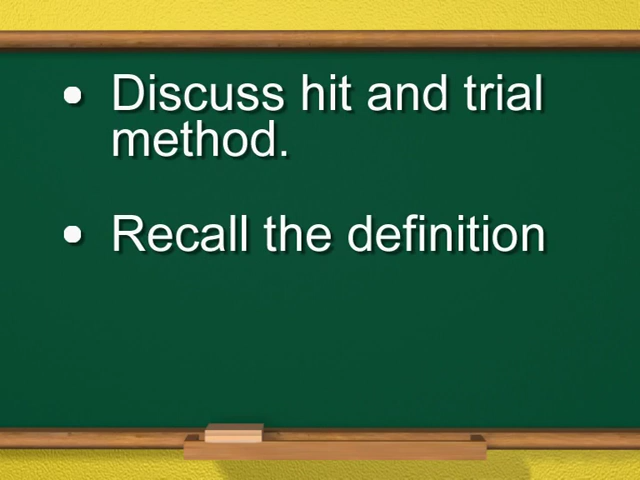 • Discuss hit and trial
method.
• Recall the definition